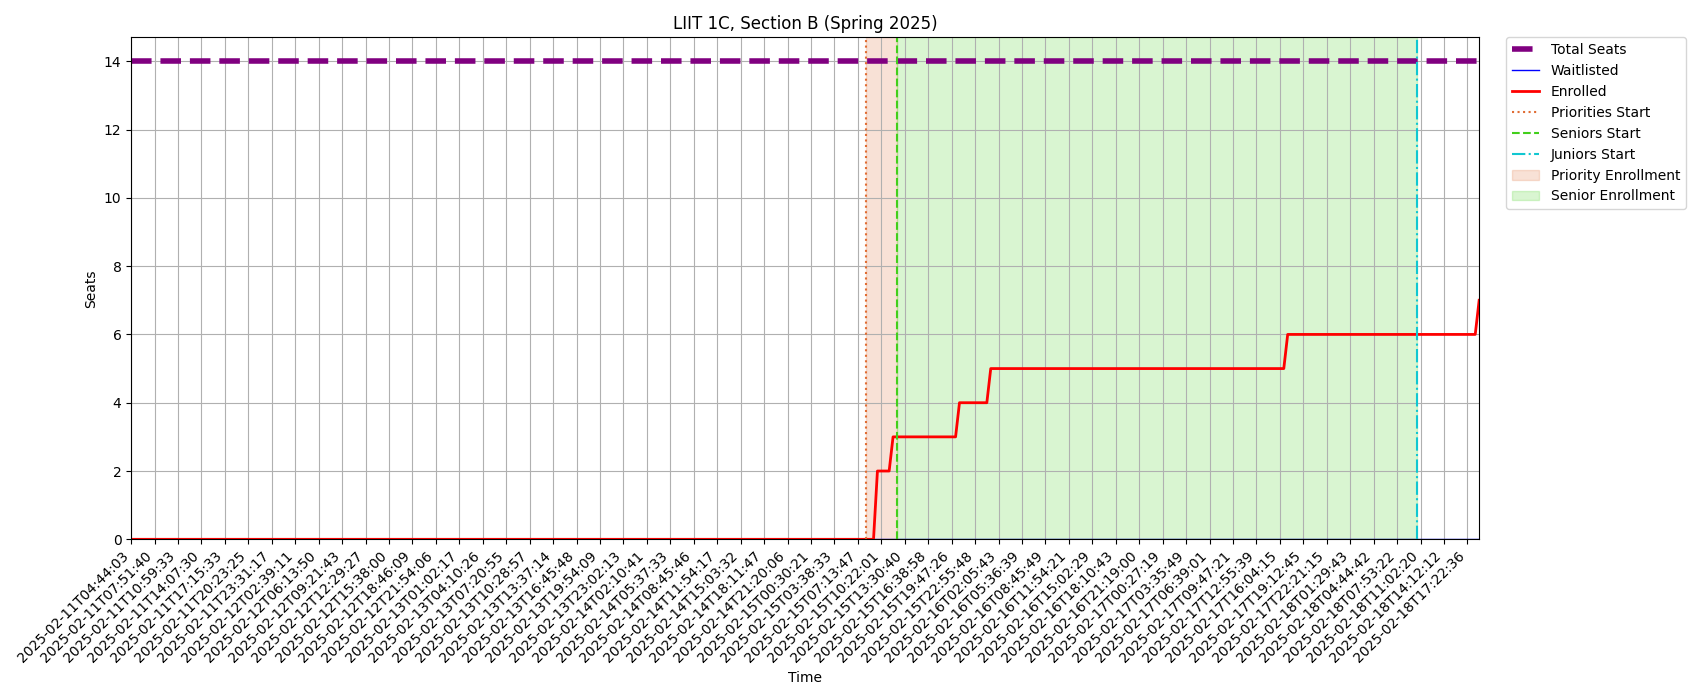 LIIT 1C, Section B (Spring 2025)
Total Seats
Waitlisted
Enrolled
Priorities Start
Seniors Start
Juniors Start
Priority Enrollment
Senior Enrollment
Seats
14
12
10
8
6
4
2
0
2025-02-11T04:44:03
2025-02-11T07:51:40
2025-02-11T10:59:33
2025-02-11T14:07:30
2025-02-11T17:15:33
2025-02-11T20:23:25
2025-02-11T23:31:17
2025-02-12T02:39:11
2025-02-12T06:13:50
2025-02-12T09:21:43
2025-02-12T12:29:27
2025-02-12T15:38:00
2025-02-12T18:46:09
2025-02-12T21:54:06
2025-02-13T01:02:17
2025-02-13T04:10:26
2025-02-13T07:20:55
2025-02-13T10:28:57
2025-02-13T13:37:14
2025-02-13T16:45:48
2025-02-13T19:54:09
2025-02-13T23:02:13
2025-02-14T02:10:41
2025-02-14T05:37:33
2025-02-14T08:45:46
2025-02-14T11:54:17
2025-02-14T15:03:32
2025-02-14T18:11:47
2025-02-14T21:20:06
2025-02-15T00:30:21
2025-02-15T03:38:33
2025-02-15T07:13:47
2025-02-15T10:22:01
2025-02-15T13:30:40
2025-02-15T16:38:58
2025-02-15T19:47:26
2025-02-15T22:55:48
2025-02-16T02:05:43
2025-02-16T05:36:39
2025-02-16T08:45:49
2025-02-16T11:54:21
2025-02-16T15:02:29
2025-02-16T18:10:43
2025-02-16T21:19:00
2025-02-17T00:27:19
2025-02-17T03:35:49
2025-02-17T06:39:01
2025-02-17T09:47:21
2025-02-17T12:55:39
2025-02-17T16:04:15
2025-02-17T19:12:45
2025-02-17T22:21:15
2025-02-18T01:29:43
2025-02-18T04:44:42
2025-02-18T07:53:22
2025-02-18T11:02:20
2025-02-18T14:12:12
2025-02-18T17:22:36
Time